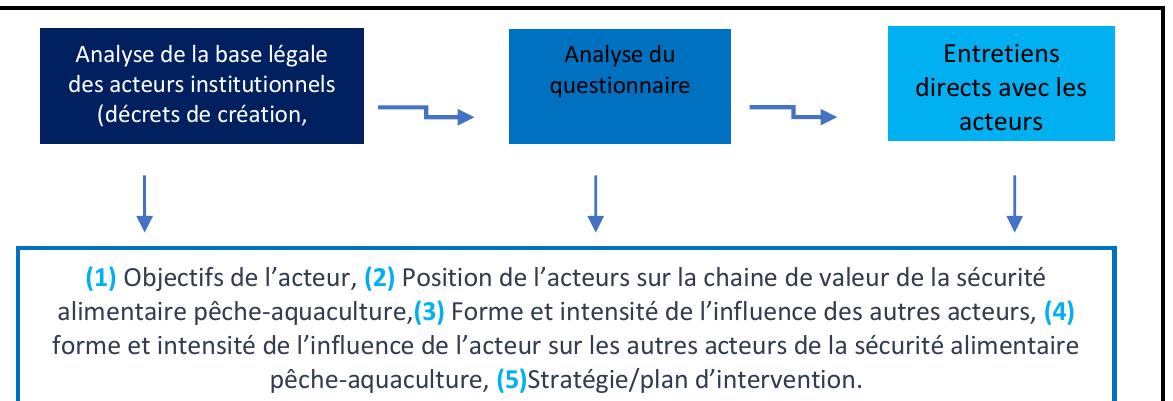 Analyse de la base légale
des acteurs institutionnels
(décrets de création,
Analyse du
questionnaire
Entretiens
directs avec les
acteurs
(1) Objectifs de l’acteur, (2) Position de l’acteurs sur la chaine de valeur de la sécurité
alimentaire pêche-aquaculture,(3) Forme et intensité de l’influence des autres acteurs, (4)
forme et intensité de l’influence de l’acteur sur les autres acteurs de la sécurité alimentaire
pêche-aquaculture, (5)Stratégie/plan d’intervention.